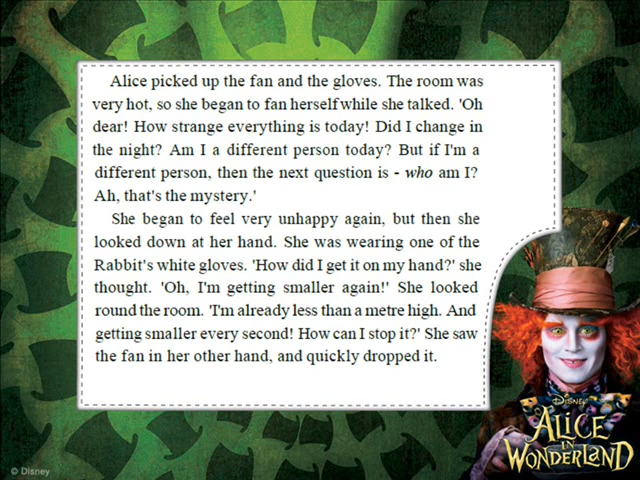 Alice picked up the fan and the gloves. The room was
very hot, so she began to fan herself while she talked. 'Oh
dear! How strange everything is today! Did I change in
the night? Am I a different person today? But if I'm a
different person, then the next question is - who am I?
Ah, that's the mystery.'
She began to feel very unhappy again, but then she
looked down at her hand. She was wearing one of the
Rabbit's white gloves. 'How did I get it on my hand?' she
thought. 'Oh, I'm getting smaller again!' She looked
round the room. 'I'm already less than a metre high. And
getting smaller every second! How can I stop it?' She saw
the fan in her other hand, and quickly dropped it.
DISNEY
ALICE
IN
WONDERLAND
© Disney